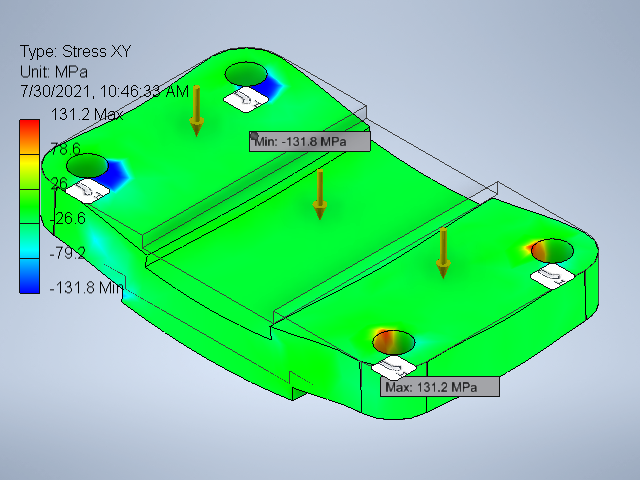 Type: Stress XY
Unit: MPa
7/30/2021, 10:46:33 AM
131.2 Max
78.6
26
-26.6
-79.2
-131.8 Min
Min: -131.8 MPa
Max: 131.2 MPa